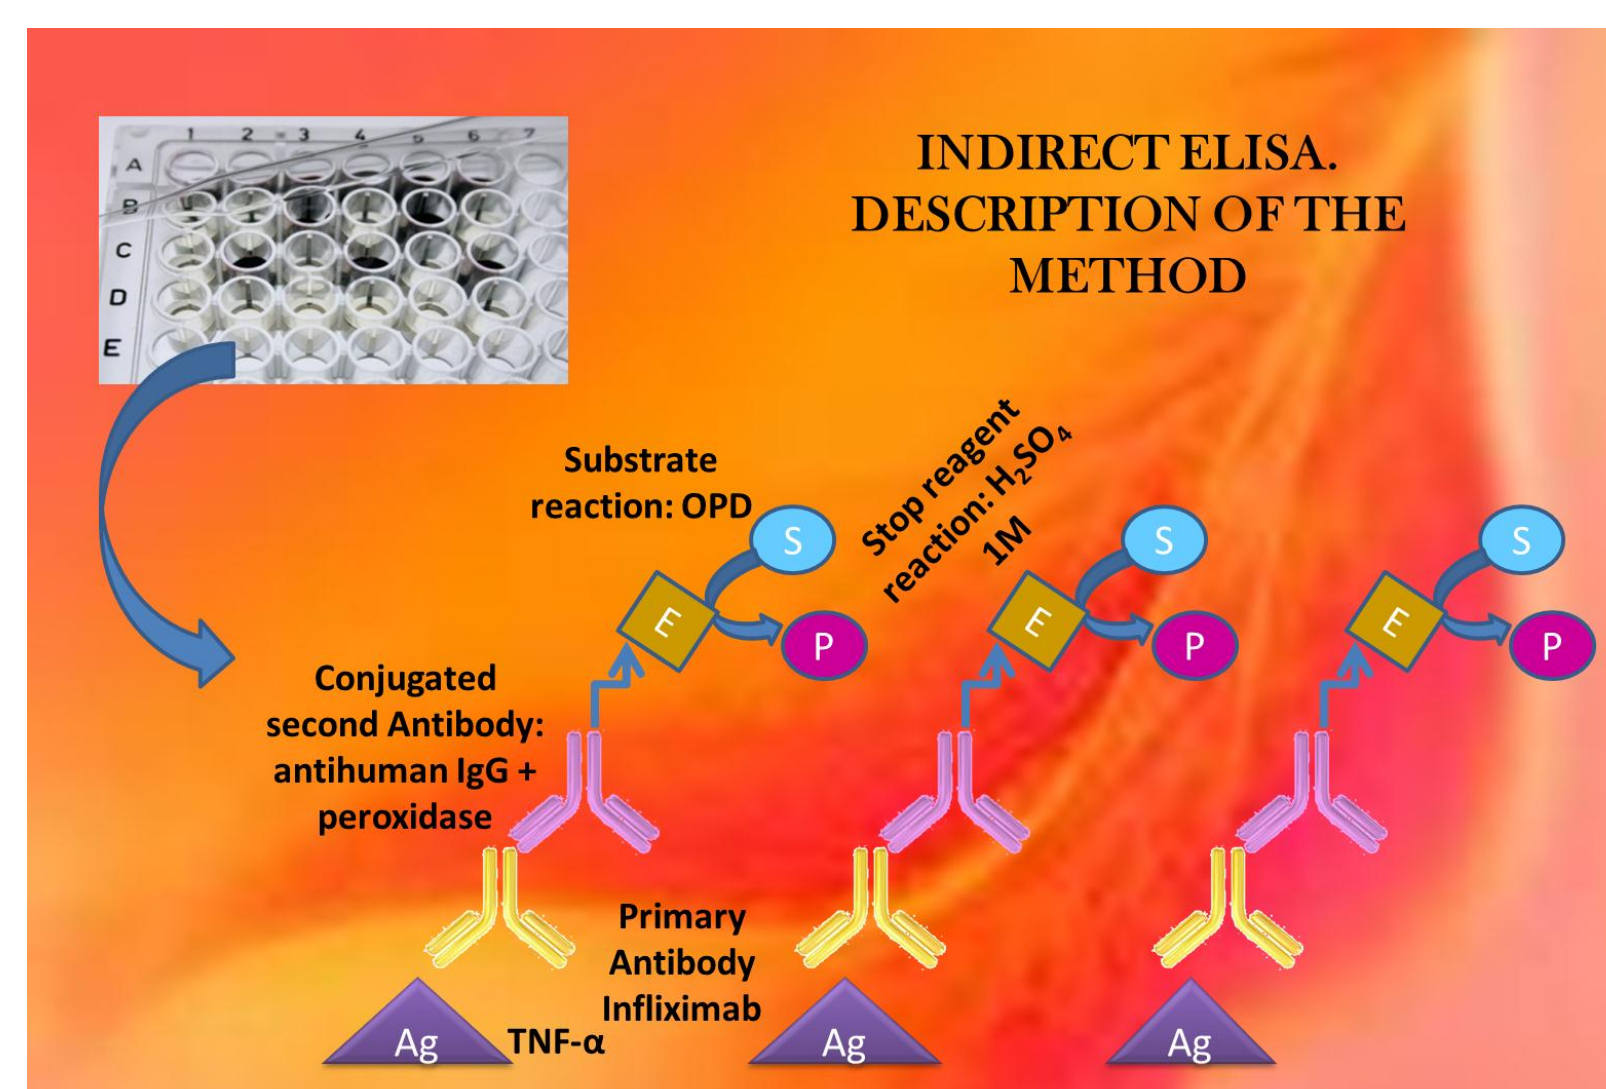 1 2 3 4 5 6 7
A
B
C
D
E
INDIRECT ELISA.
DESCRIPTION OF THE
METHOD
Substrate
reaction: OPD
Stop reagent
reaction: H₂SO₄
1M
S
S
S
E
E
E
P
P
P
Conjugated
second Antibody:
antihuman IgG +
peroxidase
Primary
Antibody
Infliximab
Ag
TNF-α
Ag
Ag